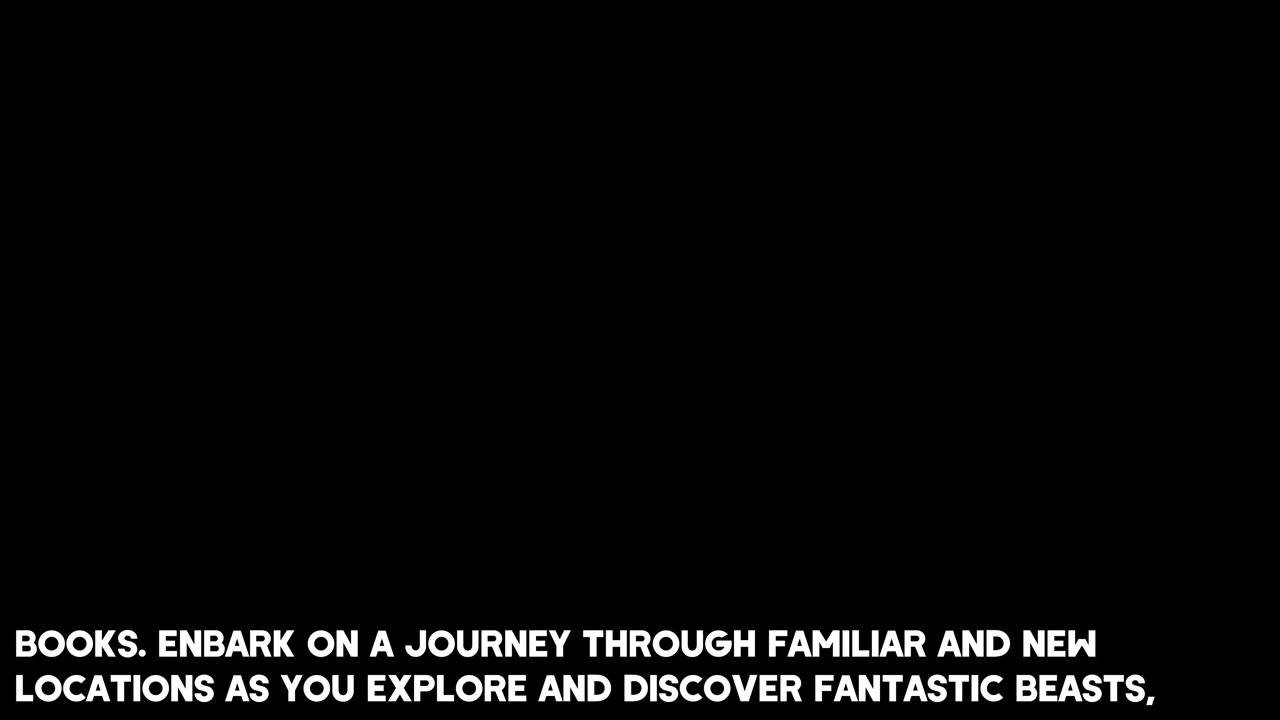 BOOKS. ENBARK ON A JOURNEY THROUGH FAMILIAR AND NEW
LOCATIONS AS YOU EXPLORE AND DISCOVER FANTASTIC BEASTS,